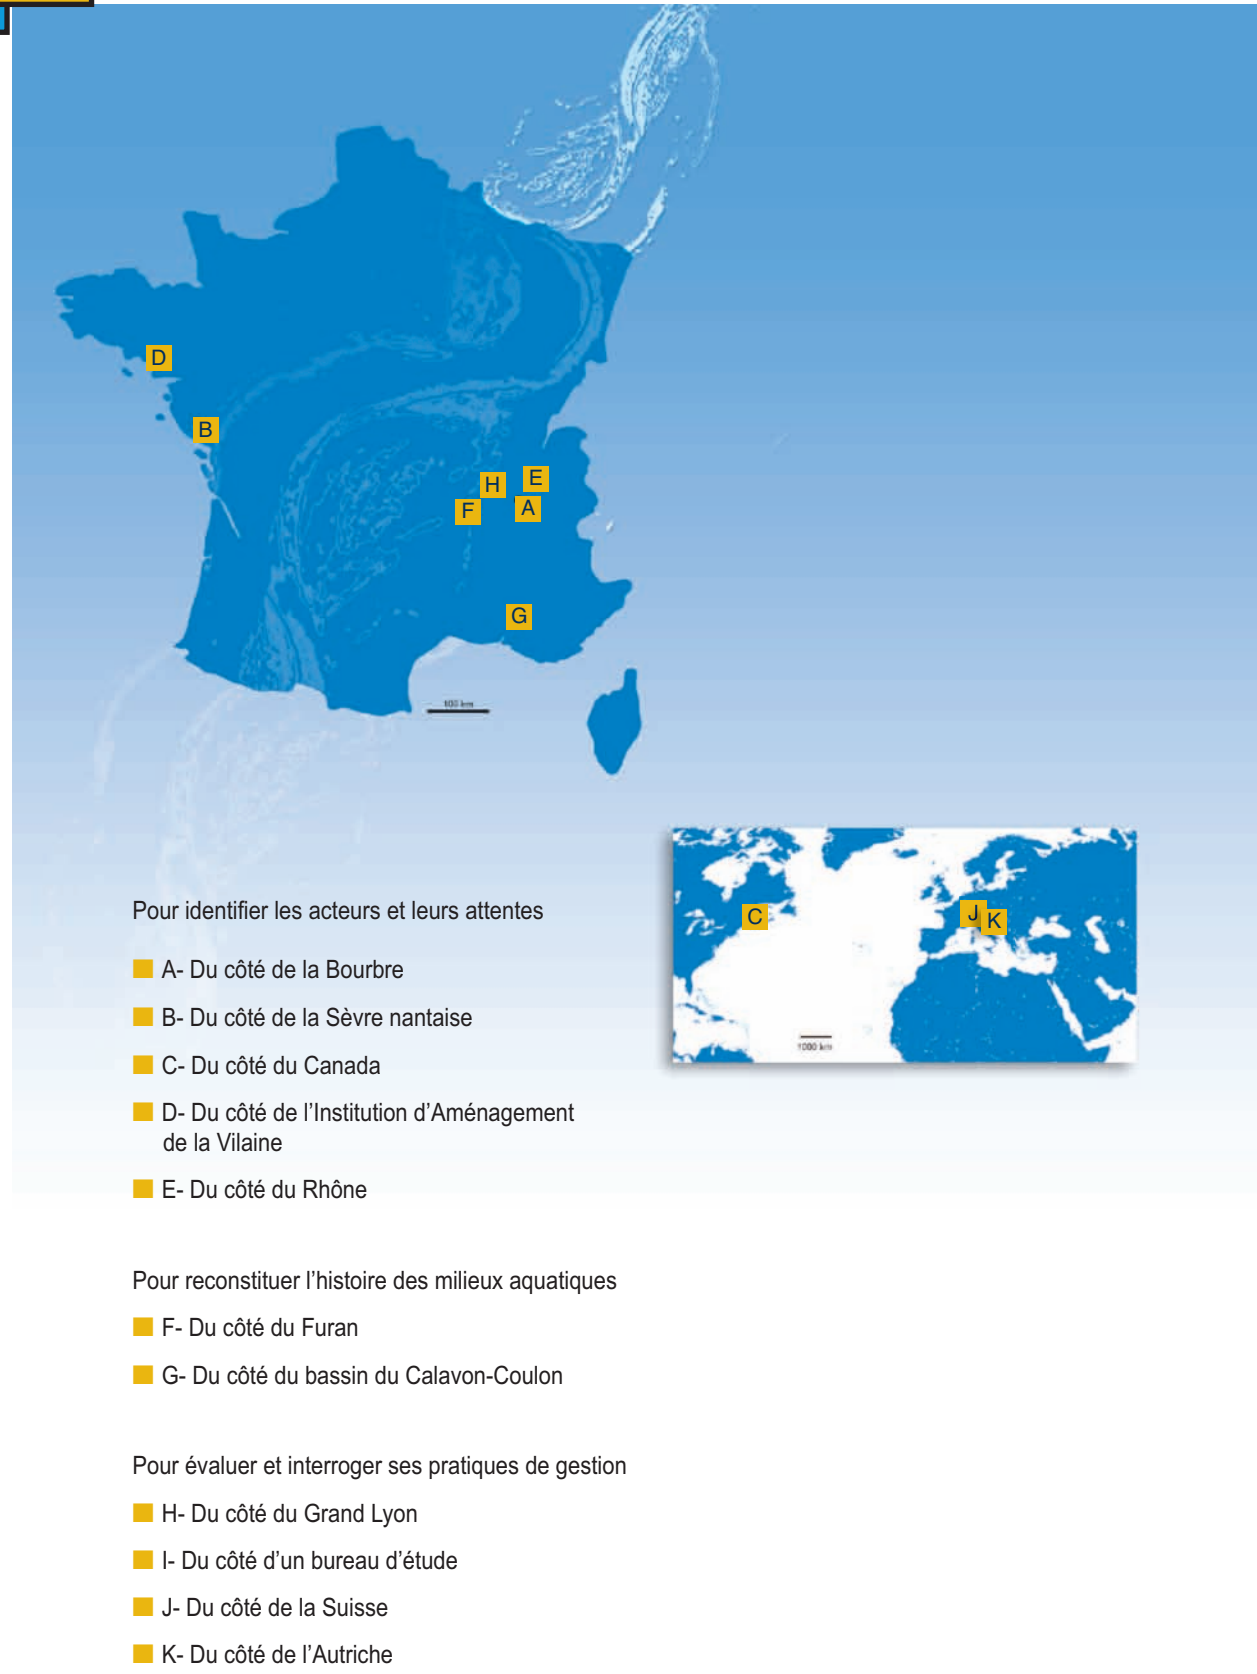 D
B
H
E
F
A
G
100 km
C
J
K
1000 km
Pour identifier les acteurs et leurs attentes
A- Du côté de la Bourbre
B- Du côté de la Sèvre nantaise
C- Du côté du Canada
D- Du côté de l’Institution d’Aménagement
de la Vilaine
E- Du côté du Rhône
Pour reconstituer l’histoire des milieux aquatiques
F- Du côté du Furan
G- Du côté du bassin du Calavon-Coulon
Pour évaluer et interroger ses pratiques de gestion
H- Du côté du Grand Lyon
I- Du côté d’un bureau d’étude
J- Du côté de la Suisse
K- Du côté de l’Autriche